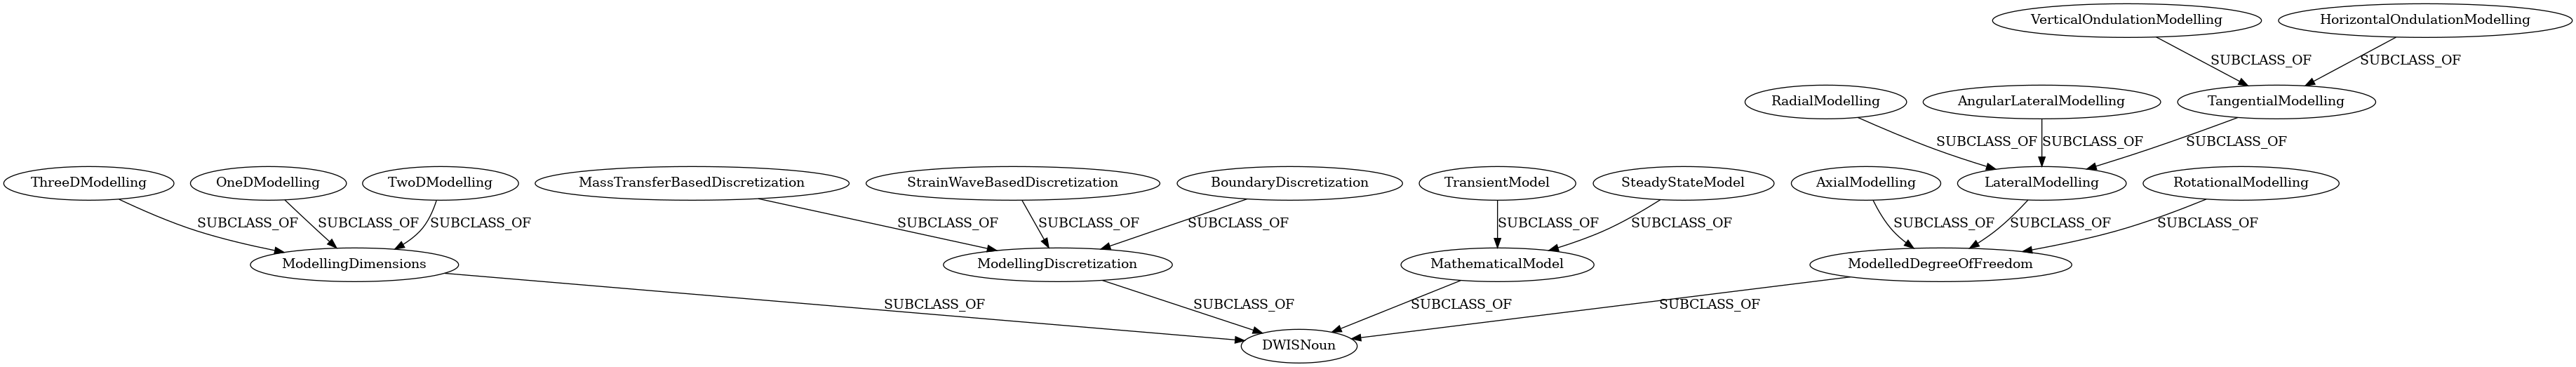 VerticalOndulationModelling HorizontalOndulationModelling
SUBCLASS_OF SUBCLASS_OF
RadialModelling AngularLateralModelling TangentialModelling
SUBCLASS_OF SUBCLASS_OF SUBCLASS_OF
ThreeDModelling OneDModelling TwoDModelling MassTransferBasedDiscretization StrainWaveBasedDiscretization BoundaryDiscretization TransientModel SteadyStateModel AxialModelling LateralModelling RotationalModelling
SUBCLASS_OF SUBCLASS_OF SUBCLASS_OF SUBCLASS_OF SUBCLASS_OF SUBCLASS_OF SUBCLASS_OF SUBCLASS_OF SUBCLASS_OF SUBCLASS_OF SUBCLASS_OF
ModellingDimensions ModellingDiscretization MathematicalModel ModelledDegreeOfFreedom
SUBCLASS_OF SUBCLASS_OF SUBCLASS_OF SUBCLASS_OF
DWISNoun